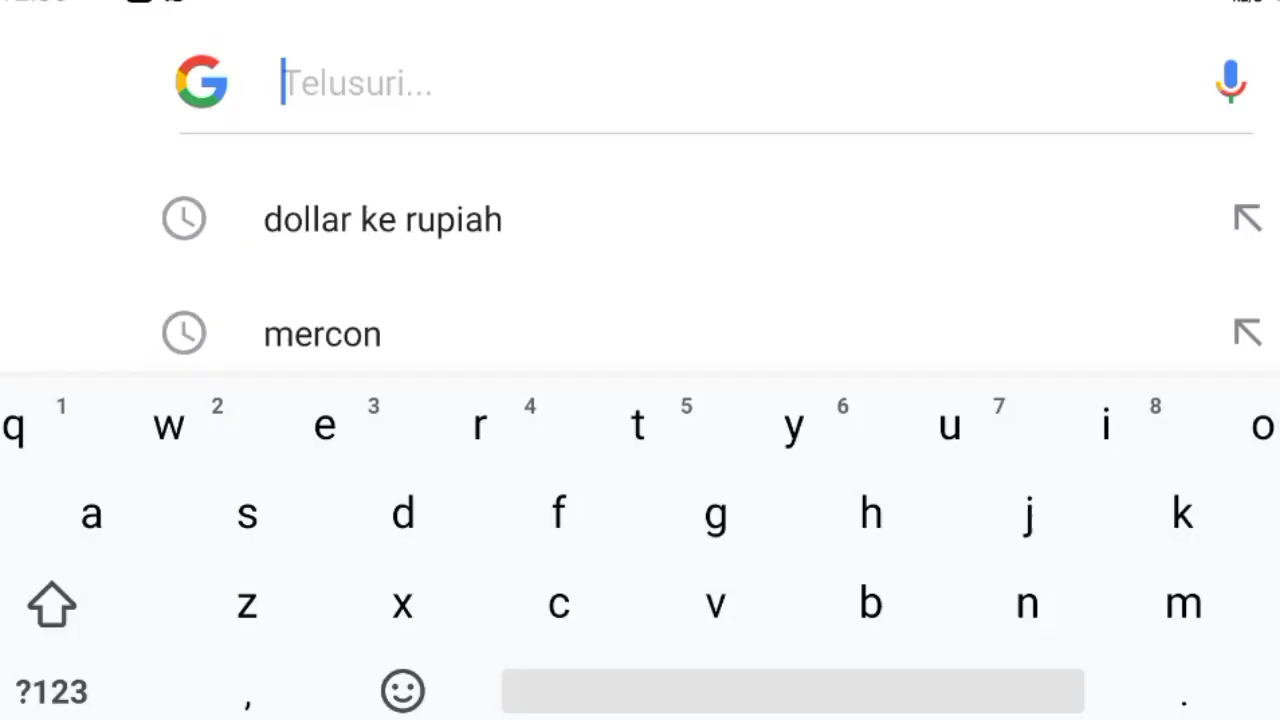 Telusuri...
dollar ke rupiah
mercon
q 1 w 2 e 3 r 4 t 5 y 6 u 7 i 8 o
a s d f g h j k
z x c v b n m
?123 , .